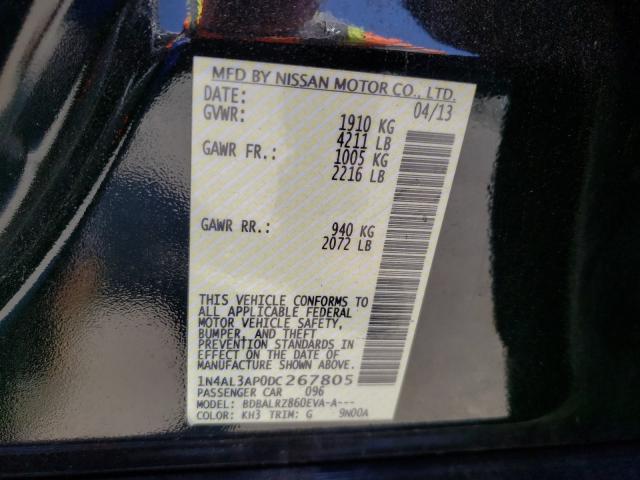 MFD BY NISSAN MOTOR CO., LTD.
DATE: 04/13
GVWR: 1910 KG
4211 LB
GAWR FR.: 1005 KG
2216 LB
GAWR RR.: 940 KG
2072 LB
THIS VEHICLE CONFORMS TO
ALL APPLICABLE FEDERAL
MOTOR VEHICLE SAFETY,
BUMPER, AND THEFT
PREVENTION STANDARDS IN
EFFECT ON THE DATE OF
MANUFACTURE SHOWN ABOVE.
1N4AL3AP0DC267805
PASSENGER CAR 096
MODEL: BDBALRZ860EVA-A---
COLOR: KH3 TRIM: G 9N00A